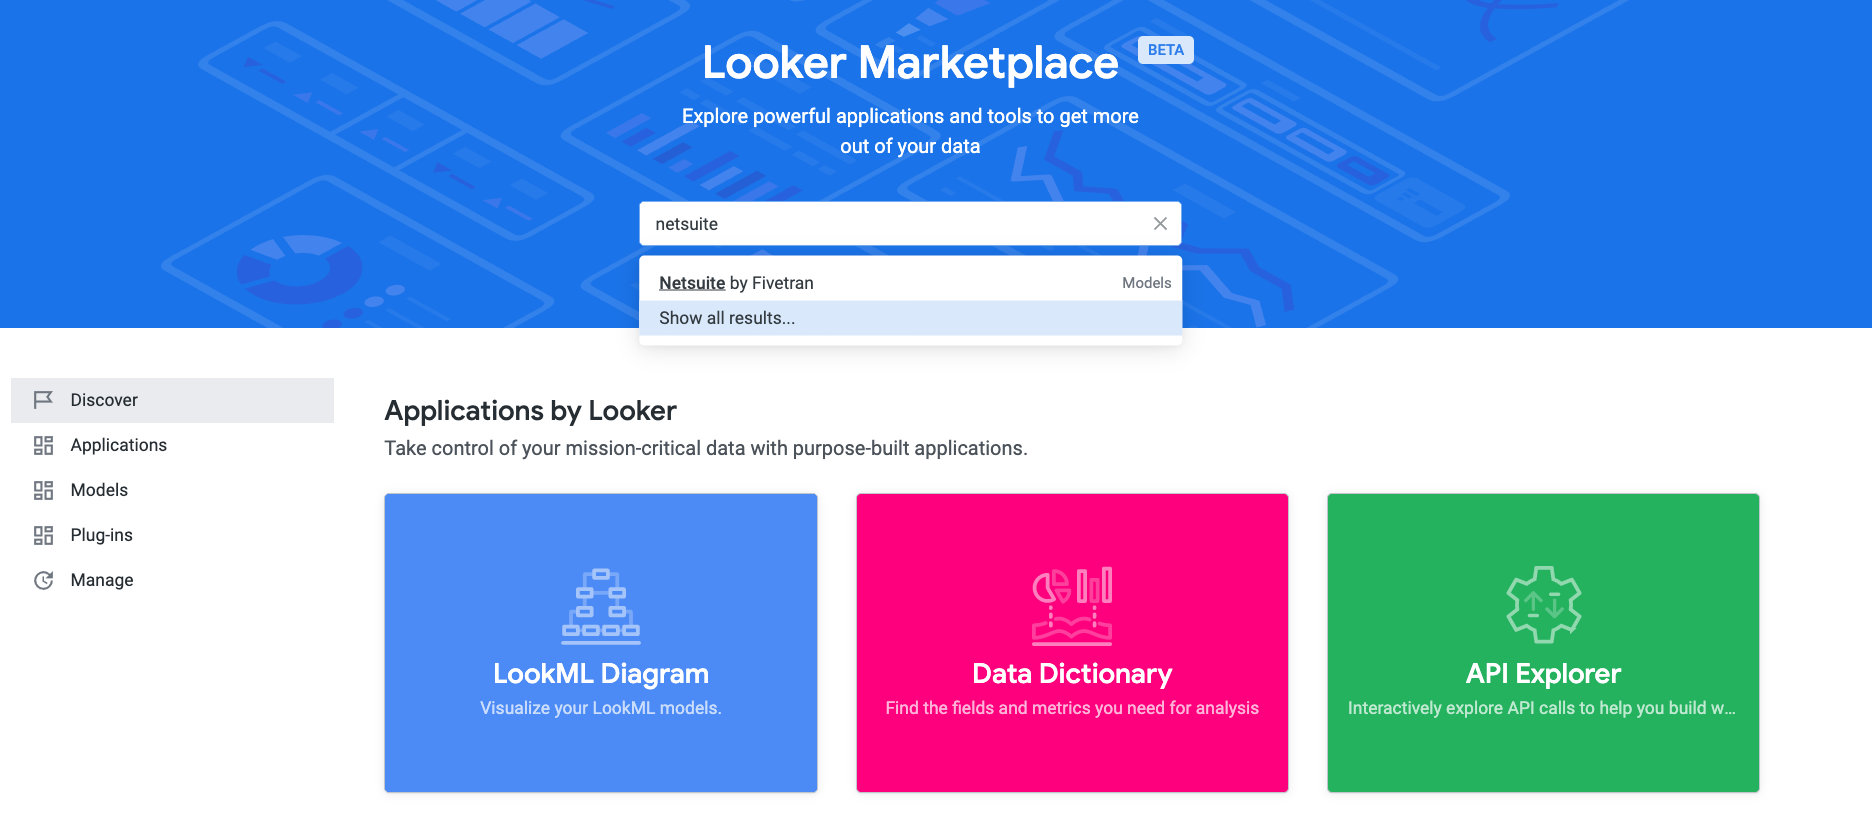 Looker Marketplace
BETA
Explore powerful applications and tools to get more
out of your data
netsuite
Netsuite by Fivetran
Models
Show all results...
Discover
Applications
Models
Plug-ins
Manage
Applications by Looker
Take control of your mission-critical data with purpose-built applications.
LookML Diagram
Visualize your LookML models.
Data Dictionary
Find the fields and metrics you need for analysis
API Explorer
Interactively explore API calls to help you build w...